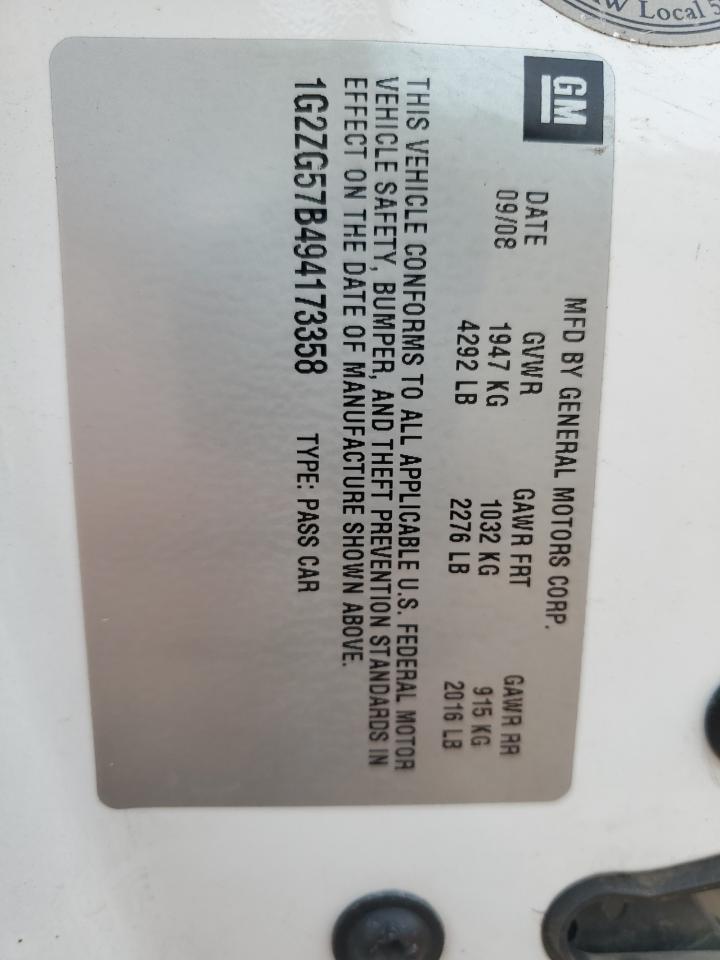 W Local 5
GM
MFD BY GENERAL MOTORS CORP.
DATE GVWR GAWR FRT GAWR RR
09/08 1947 KG 1032 KG 915 KG
4292 LB 2276 LB 2016 LB
THIS VEHICLE CONFORMS TO ALL APPLICABLE U.S. FEDERAL MOTOR
VEHICLE SAFETY, BUMPER, AND THEFT PREVENTION STANDARDS IN
EFFECT ON THE DATE OF MANUFACTURE SHOWN ABOVE.
1G2ZG57B494173358 TYPE: PASS CAR